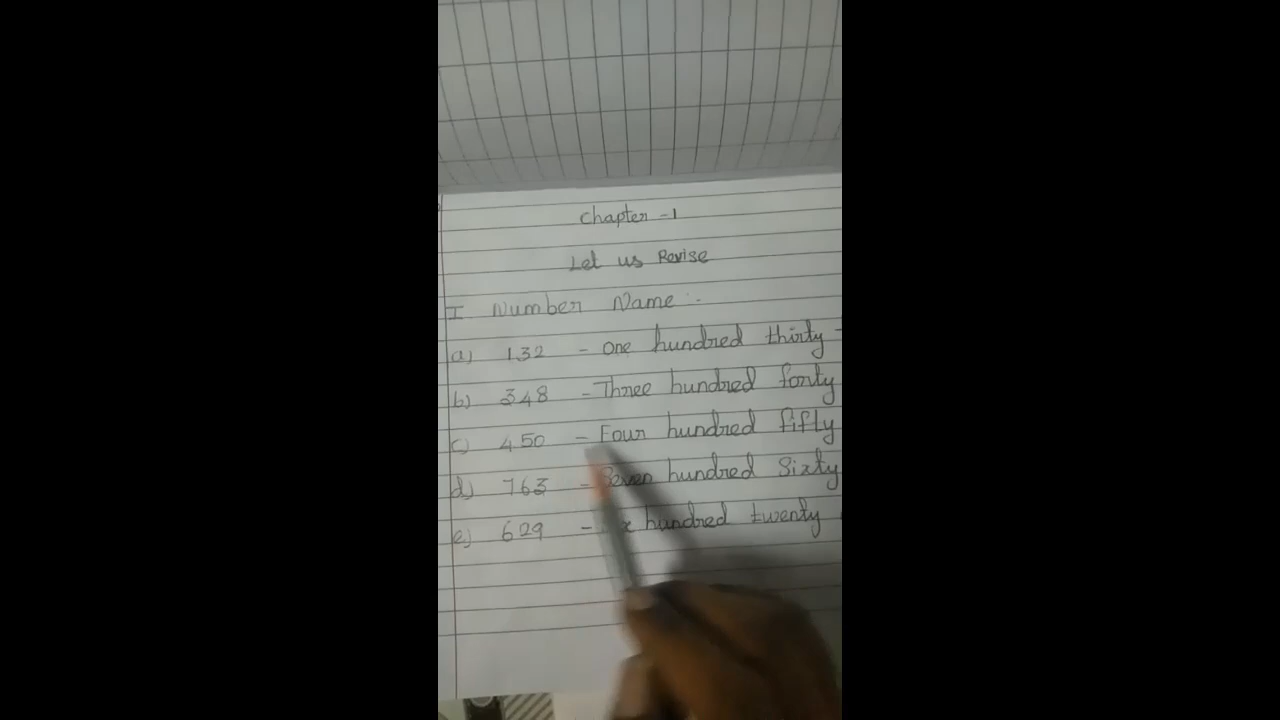 Chapter - 1
Let us Revise
I Number Name :-
a) 132 - One hundred thirty -
b) 348 - Three hundred forty
c) 450 - Four hundred fifty
d) 763 - Seven hundred Sixty
e) 629 - hundred twenty